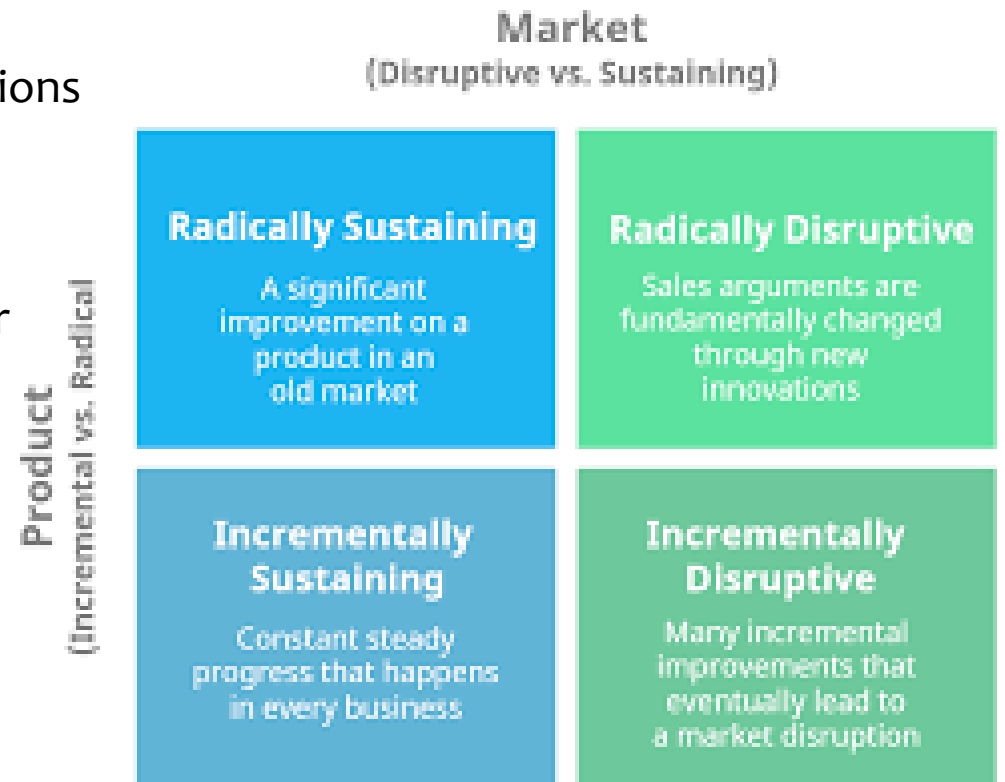 Market
(Disruptive vs. Sustaining)
ions
r
Product
(Incremental vs. Radical
Radically Sustaining
A significant
improvement on a
product in an
old market
Radically Disruptive
Sales arguments are
fundamentally changed
through new
innovations
Incrementally
Sustaining
Constant steady
progress that happens
in every business
Incrementally
Disruptive
Many incremental
improvements that
eventually lead to
a market disruption